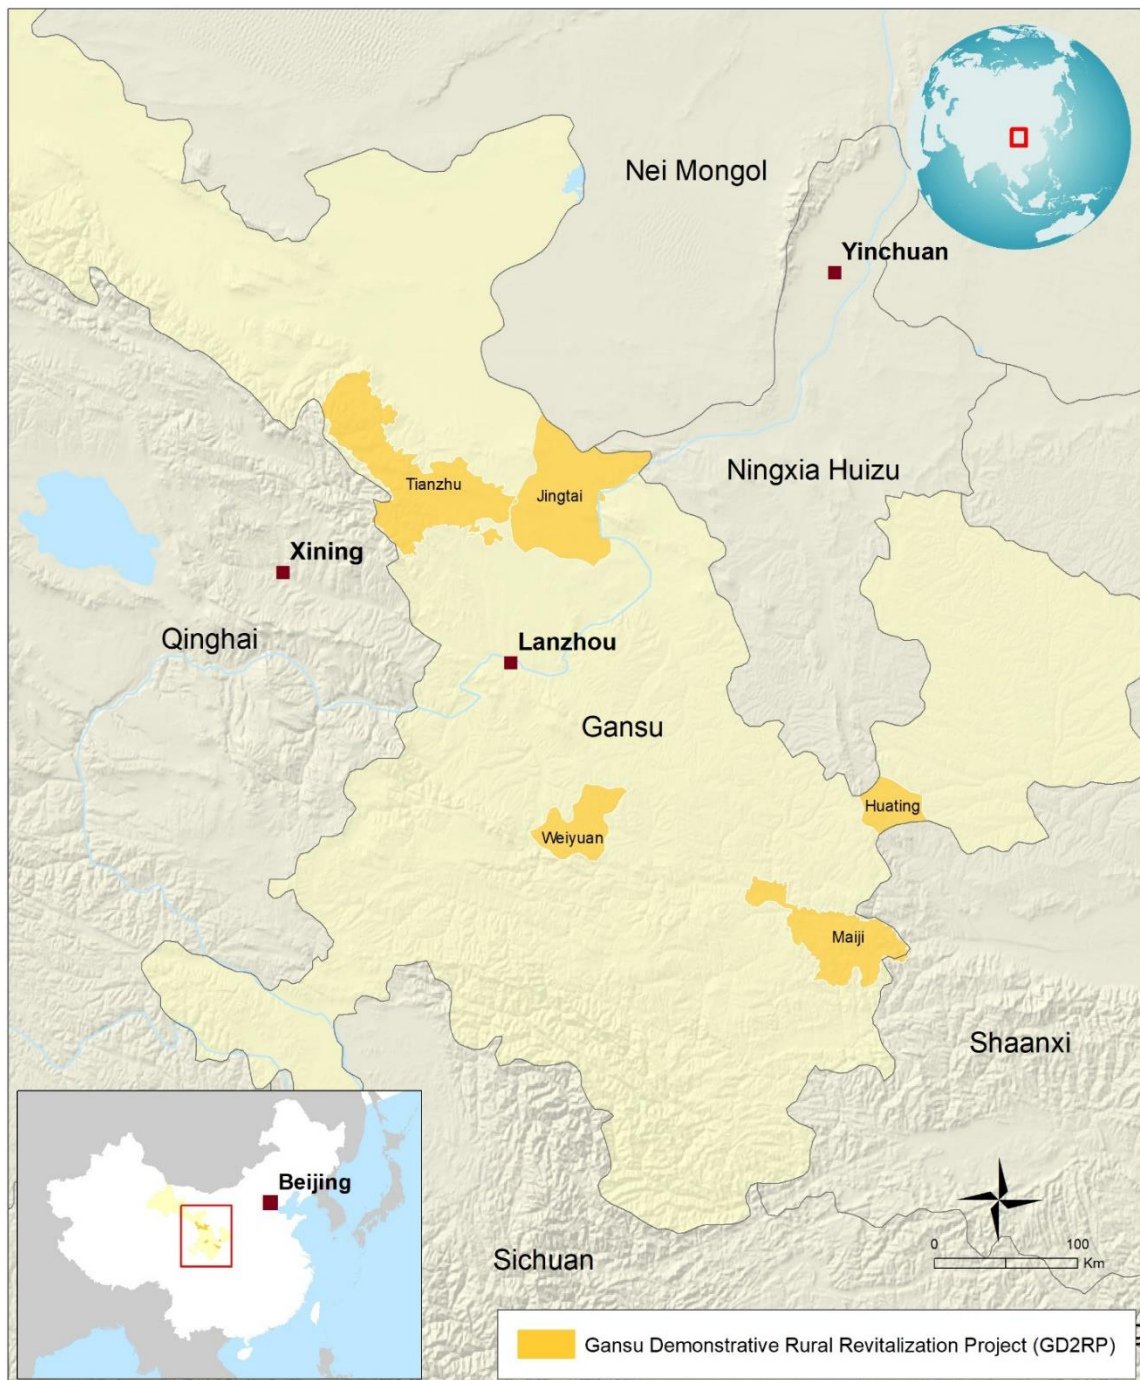 Nei Mongol
Yinchuan
Ningxia Huizu
Tianzhu
Jingtai
Xining
Qinghai
Lanzhou
Gansu
Huating
Weiyuan
Maiji
Shaanxi
Beijing
Sichuan
0 100
Km
Gansu Demonstrative Rural Revitalization Project (GD2RP)